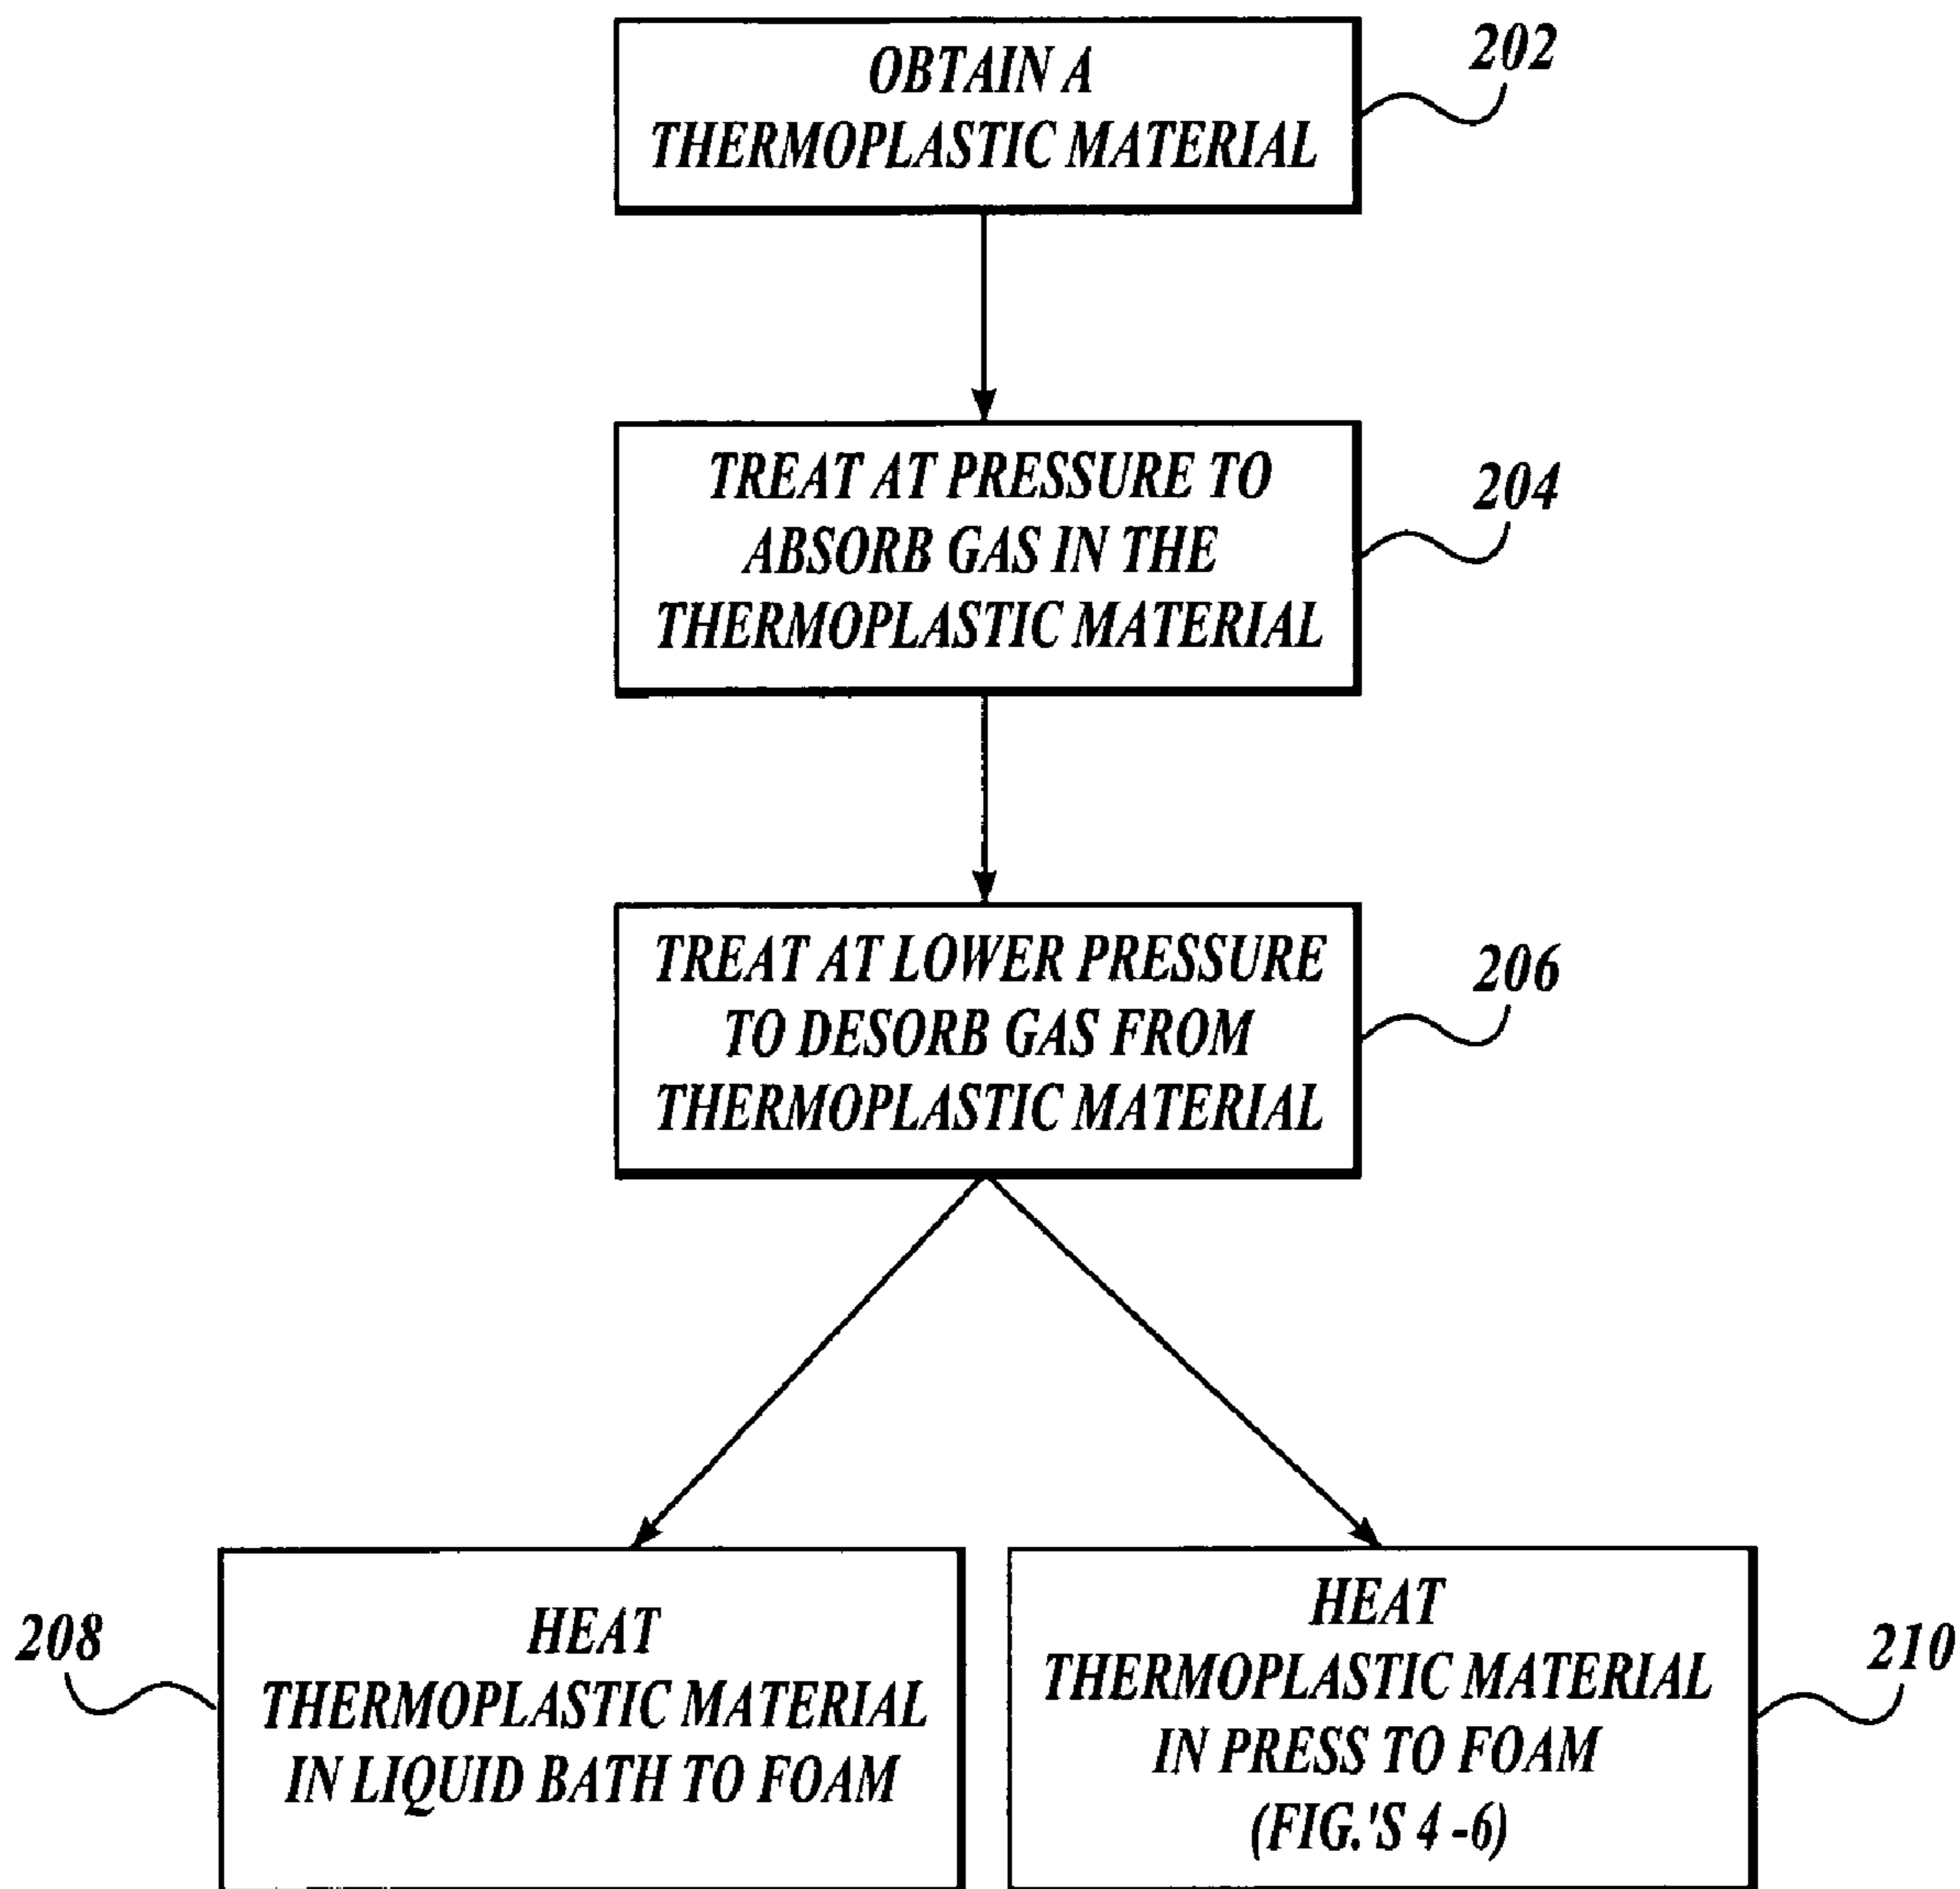 OBTAIN A
THERMOPLASTIC MATERIAL
202
TREAT AT PRESSURE TO
ABSORB GAS IN THE
THERMOPLASTIC MATERIAL
204
TREAT AT LOWER PRESSURE
TO DESORB GAS FROM
THERMOPLASTIC MATERIAL
206
208
HEAT
THERMOPLASTIC MATERIAL
IN LIQUID BATH TO FOAM
HEAT
THERMOPLASTIC MATERIAL
IN PRESS TO FOAM
(FIG.'S 4 -6)
210